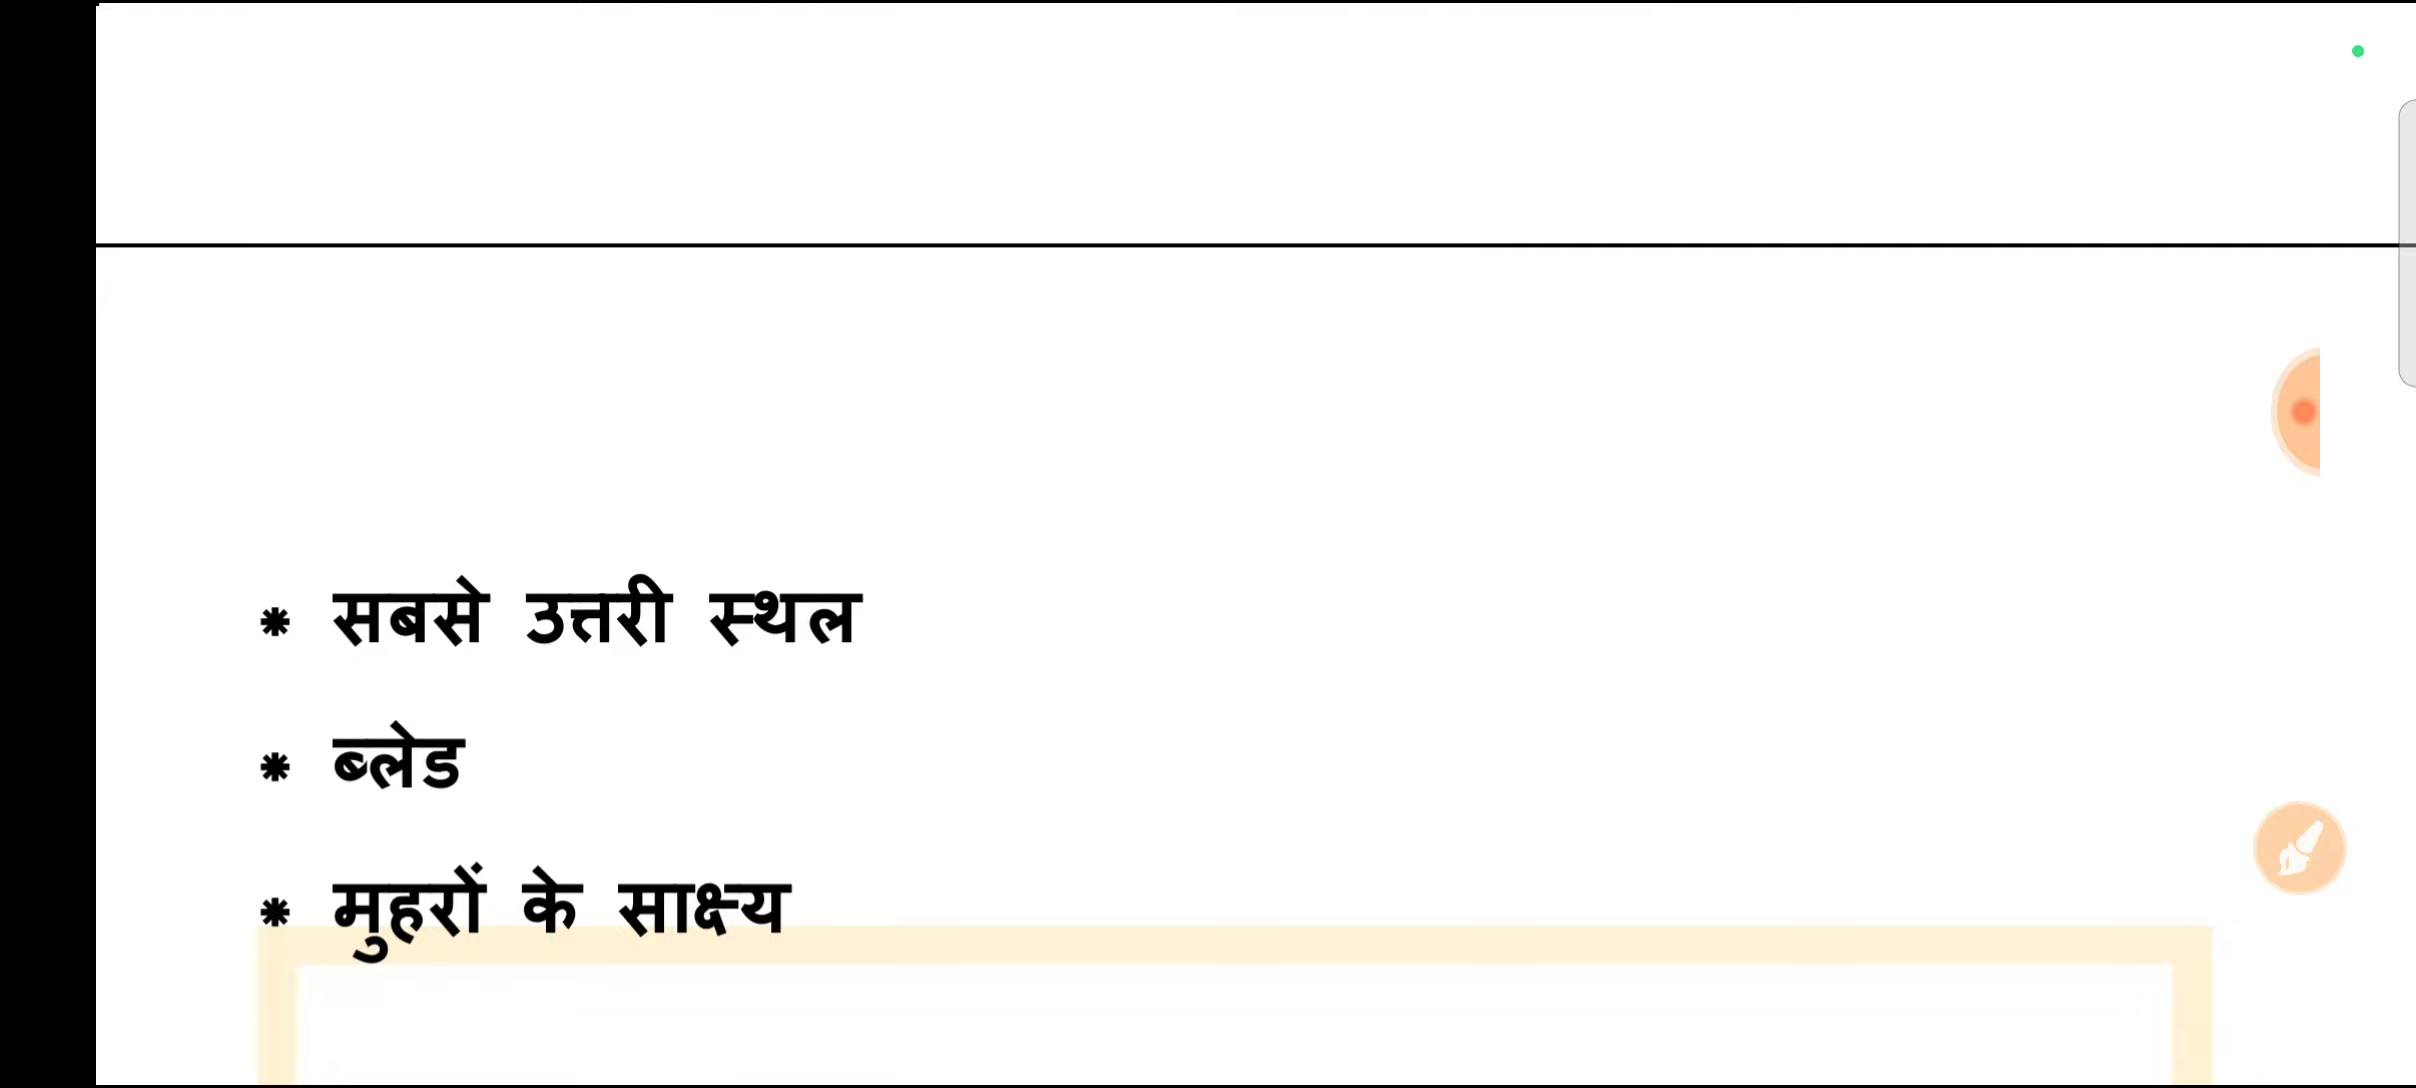 * सबसे उत्तरी स्थल
* ब्लेड
* मुहरों के साक्ष्य